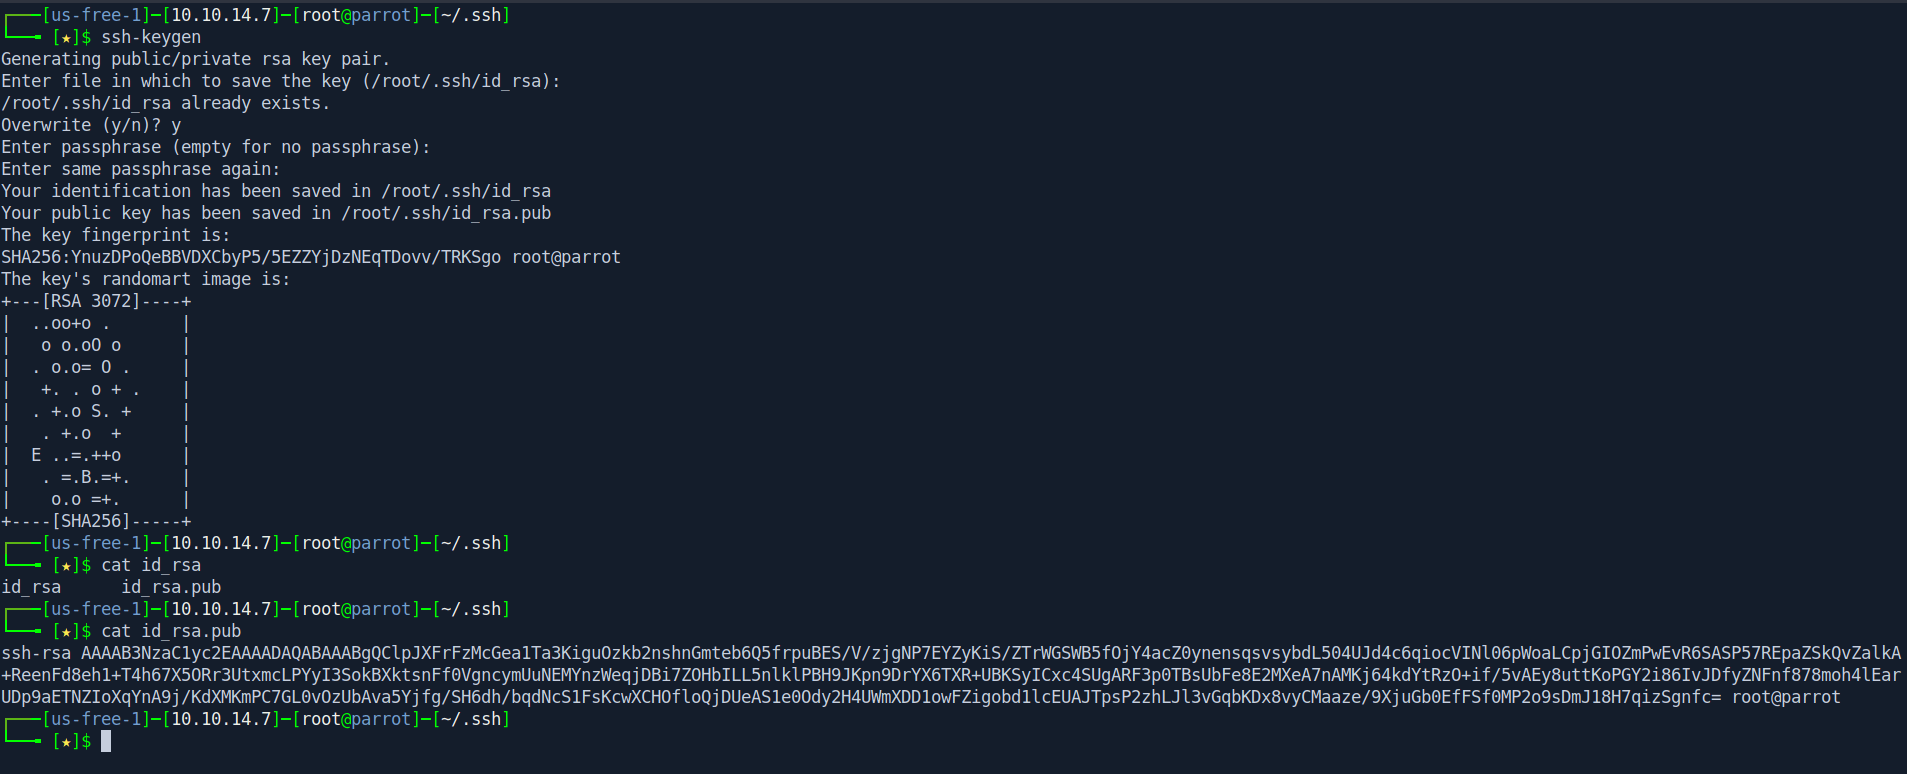 ┌──[us-free-1]─[10.10.14.7]─[root@parrot]─[~/.ssh]
└──╼ [★]$ ssh-keygen
Generating public/private rsa key pair.
Enter file in which to save the key (/root/.ssh/id_rsa):
/root/.ssh/id_rsa already exists.
Overwrite (y/n)? y
Enter passphrase (empty for no passphrase):
Enter same passphrase again:
Your identification has been saved in /root/.ssh/id_rsa
Your public key has been saved in /root/.ssh/id_rsa.pub
The key fingerprint is:
SHA256:YnuzDPoQeBBVDXCbyP5/5EZZYjDzNEqTDovv/TRKSgo root@parrot
The key's randomart image is:
+---[RSA 3072]----+
|  ..oo+o .       |
|   o o.oO o      |
|  . o.o= O .     |
|   +. . o + .    |
|  . +.o S. +     |
|   . +.o  +      |
|  E ..=.++o      |
|   . =.B.=+.     |
|    o.o =+.      |
+----[SHA256]-----+
┌──[us-free-1]─[10.10.14.7]─[root@parrot]─[~/.ssh]
└──╼ [★]$ cat id_rsa
id_rsa      id_rsa.pub
┌──[us-free-1]─[10.10.14.7]─[root@parrot]─[~/.ssh]
└──╼ [★]$ cat id_rsa.pub
ssh-rsa AAAAB3NzaC1yc2EAAAADAQABAAABgQClpJXFrFzMcGea1Ta3KiguOzkb2nshnGmteb6Q5frpuBES/V/zjgNP7EYZyKiS/ZTrWGSWB5fOjY4acZ0ynensqsvsybdL504UJd4c6qiocVINl06pWoaLCpjGIOZmPwEvR6SASP57REpaZSkQvZalkA
+ReenFd8eh1+T4h67X5ORr3UtxmcLPYyI3SokBXktsnFf0VgncymUuNEMYnzWeqjDBi7ZOHbILL5nlklPBH9JKpn9DrYX6TXR+UBKSyICxc4SUgARF3p0TBsUbFe8E2MXeA7nAMKj64kdYtRzO+if/5vAEy8uttKoPGY2i86IvJDfyZNFnf878moh4lEar
UDp9aETNZIoXqYnA9j/KdXMKmPC7GL0vOzUbAva5Yjfg/SH6dh/bqdNcS1FsKcwXCHOfloQjDUeAS1e0Ody2H4UWmXDD1owFZigobd1lcEUAJTpsP2zhLJl3vGqbKDx8vyCMaaze/9XjuGb0EfFSf0MP2o9sDmJ18H7qizSgnfc= root@parrot
┌──[us-free-1]─[10.10.14.7]─[root@parrot]─[~/.ssh]
└──╼ [★]$